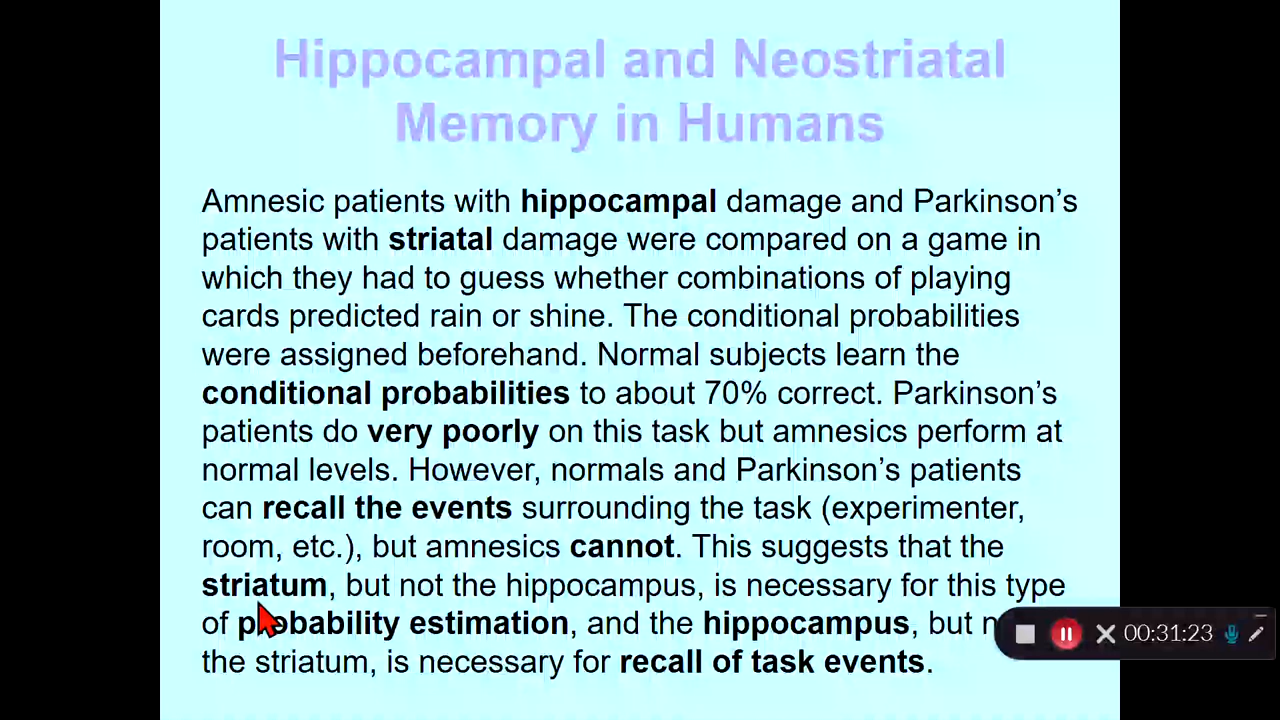 Hippocampal and Neostriatal
Memory in Humans
Amnesic patients with hippocampal damage and Parkinson’s
patients with striatal damage were compared on a game in
which they had to guess whether combinations of playing
cards predicted rain or shine. The conditional probabilities
were assigned beforehand. Normal subjects learn the
conditional probabilities to about 70% correct. Parkinson’s
patients do very poorly on this task but amnesics perform at
normal levels. However, normals and Parkinson’s patients
can recall the events surrounding the task (experimenter,
room, etc.), but amnesics cannot. This suggests that the
striatum, but not the hippocampus, is necessary for this type
of probability estimation, and the hippocampus, but
the striatum, is necessary for recall of task events.
00:31:23